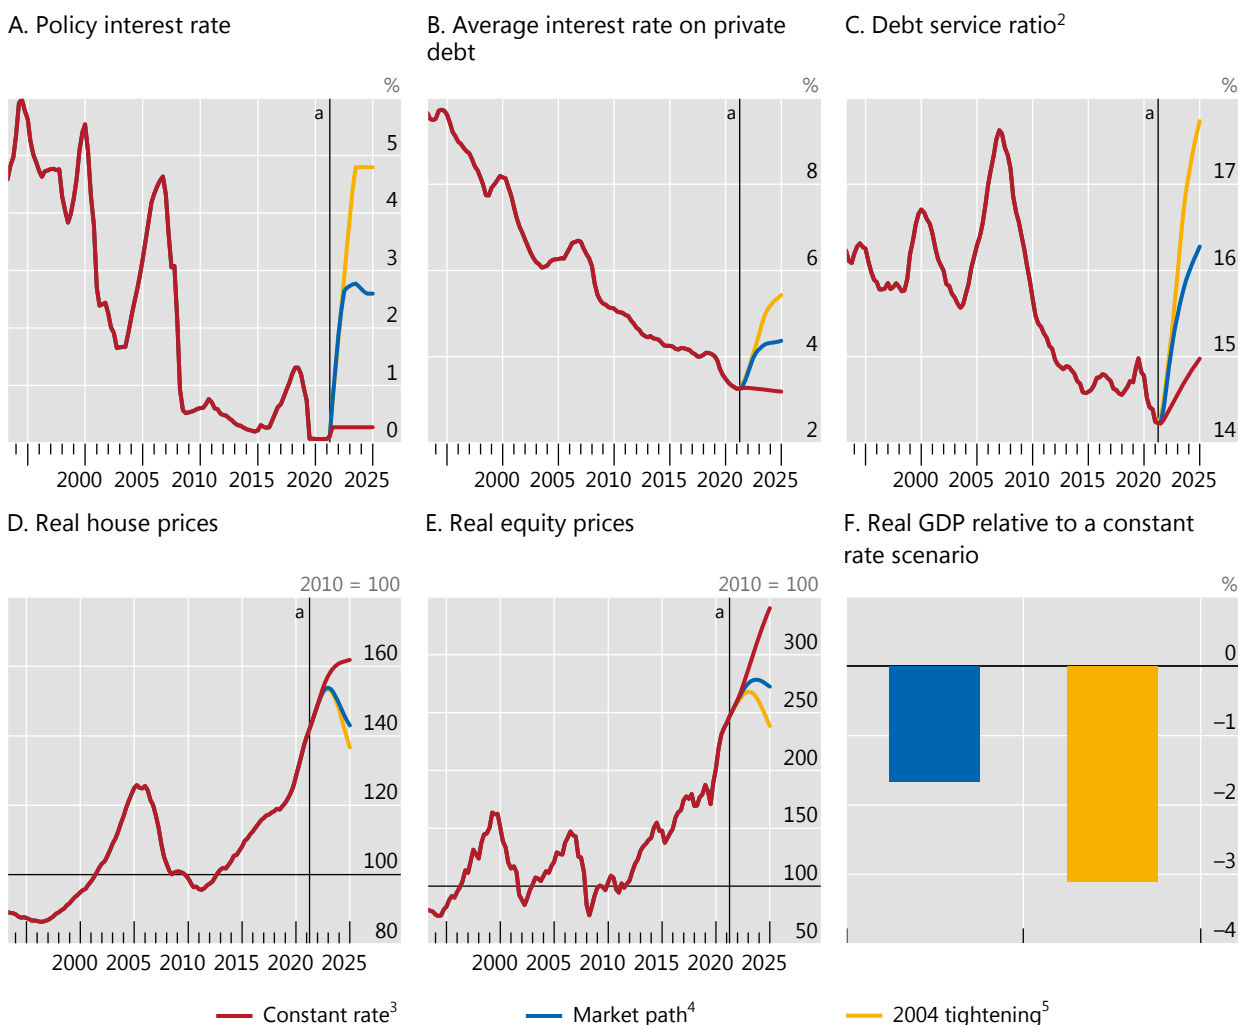 A. Policy interest rate
B. Average interest rate on private
debt
C. Debt service ratio2
%
%
%
a
a
a
5
4
3
2
1
0
8
6
4
2
17
16
15
14
2000 2005 2010 2015 2020 2025
2000 2005 2010 2015 2020 2025
2000 2005 2010 2015 2020 2025
D. Real house prices
E. Real equity prices
F. Real GDP relative to a constant
rate scenario
2010 = 100
2010 = 100
%
a
a
160
140
120
100
80
300
250
200
150
100
50
0
–1
–2
–3
–4
2000 2005 2010 2015 2020 2025
2000 2005 2010 2015 2020 2025
Constant rate3
Market path4
2004 tightening5